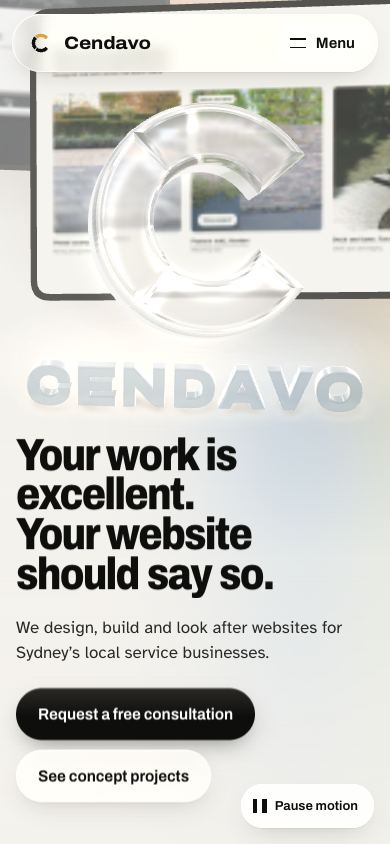 Cendavo
Menu
CENDAVO
Your work is
excellent.
Your website
should say so.
We design, build and look after websites for
Sydney's local service businesses.
Request a free consultation
See concept projects
Pause motion